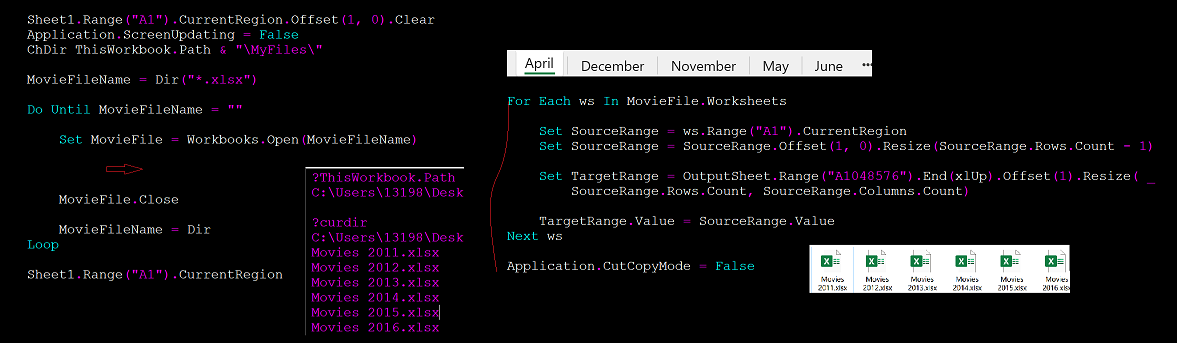 Sheet1.Range("A1").CurrentRegion.Offset(1, 0).Clear
Application.ScreenUpdating = False
ChDir ThisWorkbook.Path & "\MyFiles\"
MovieFileName = Dir("*.xlsx")
Do Until MovieFileName = ""
Set MovieFile = Workbooks.Open(MovieFileName)
MovieFile.Close
MovieFileName = Dir
Loop
Sheet1.Range("A1").CurrentRegion
?ThisWorkbook.Path
C:\Users\13198\Desk
?curdir
C:\Users\13198\Desk
Movies 2011.xlsx
Movies 2012.xlsx
Movies 2013.xlsx
Movies 2014.xlsx
Movies 2015.xlsx
Movies 2016.xlsx
April December November May June ···
For Each ws In MovieFile.Worksheets
Set SourceRange = ws.Range("A1").CurrentRegion
Set SourceRange = SourceRange.Offset(1, 0).Resize(SourceRange.Rows.Count - 1)
Set TargetRange = OutputSheet.Range("A1048576").End(xlUp).Offset(1).Resize( _
SourceRange.Rows.Count, SourceRange.Columns.Count)
TargetRange.Value = SourceRange.Value
Next ws
Application.CutCopyMode = False
Movies Movies Movies Movies Movies Movies
2011.xlsx 2012.xlsx 2013.xlsx 2014.xlsx 2015.xlsx 2016.xlsx